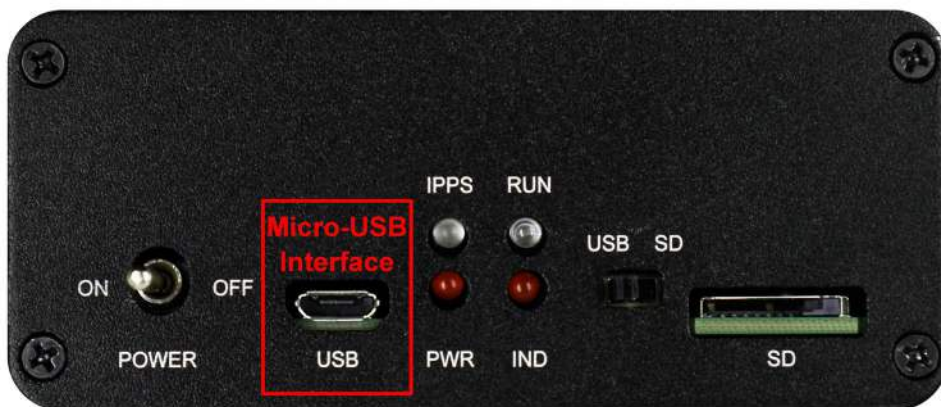 IPPS RUN
Micro-USB
Interface
USB SD
ON OFF
POWER USB PWR IND SD